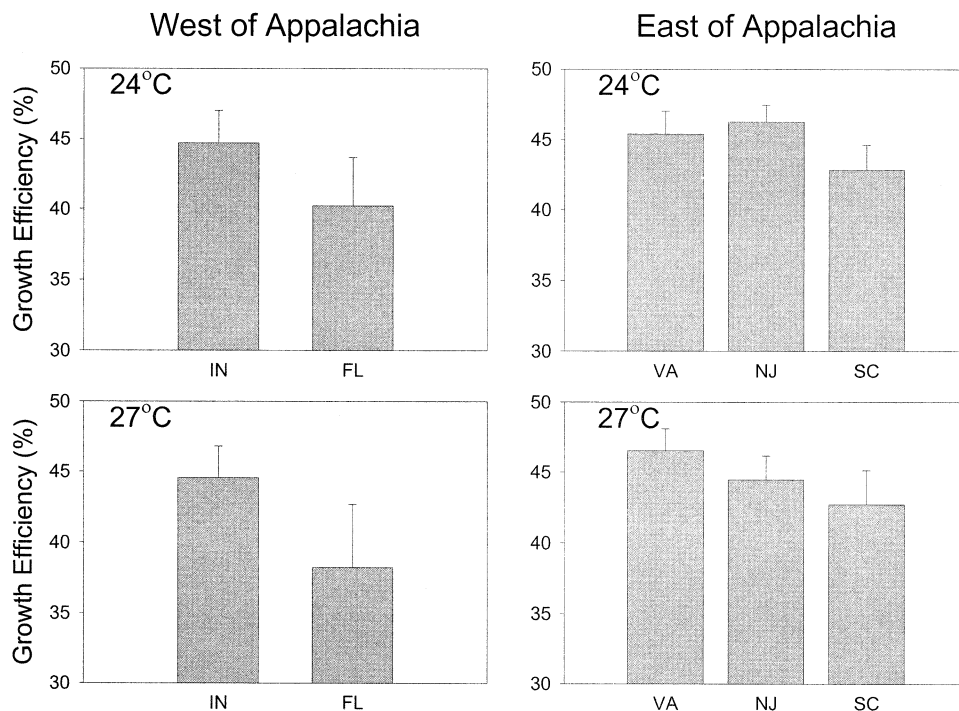 West of Appalachia
East of Appalachia
Growth Efficiency (%)
50
45
40
35
30
24°C
IN
FL
50
45
40
35
30
24°C
VA
NJ
SC
Growth Efficiency (%)
50
45
40
35
30
27°C
IN
FL
50
45
40
35
30
27°C
VA
NJ
SC